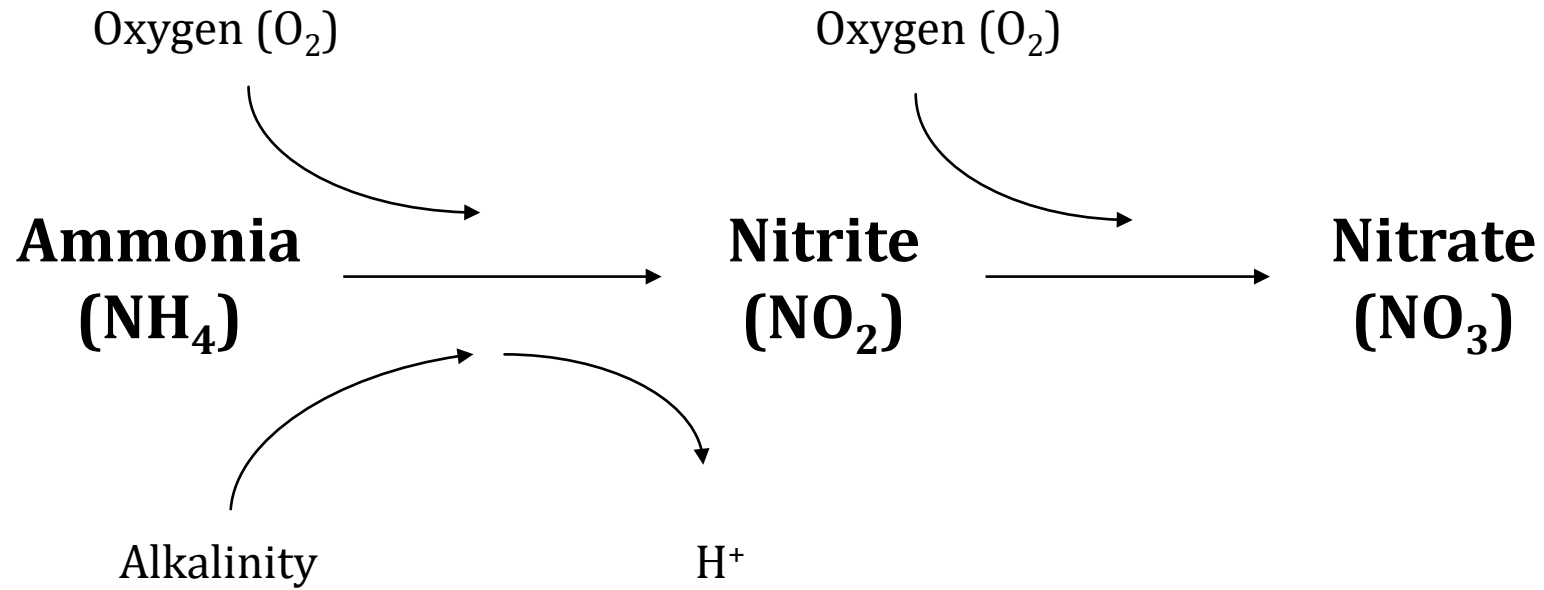 Oxygen (O₂)
Oxygen (O₂)
Ammonia
(NH₄)
Nitrite
(NO₂)
Nitrate
(NO₃)
Alkalinity
H⁺